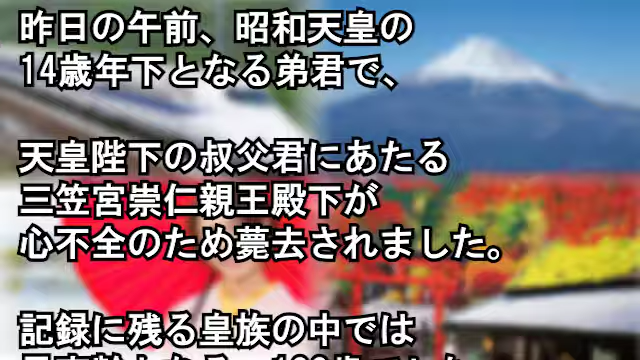 昨日の午前、昭和天皇の
14歳年下となる弟君で、
天皇陛下の叔父君にあたる
三笠宮崇仁親王殿下が
心不全のため薨去されました。
記録に残る皇族の中では